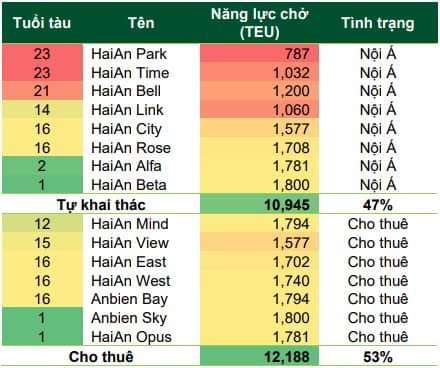 Tuổi tàu Tên Năng lực chở (TEU) Tình trạng
23 HaiAn Park 787 Nội Á
23 HaiAn Time 1,032 Nội Á
21 HaiAn Bell 1,200 Nội Á
14 HaiAn Link 1,060 Nội Á
16 HaiAn City 1,577 Nội Á
16 HaiAn Rose 1,708 Nội Á
2 HaiAn Alfa 1,781 Nội Á
1 HaiAn Beta 1,800 Nội Á
Tự khai thác 10,945 47%
12 HaiAn Mind 1,794 Cho thuê
15 HaiAn View 1,577 Cho thuê
16 HaiAn East 1,702 Cho thuê
16 HaiAn West 1,740 Cho thuê
16 Anbien Bay 1,794 Cho thuê
1 Anbien Sky 1,800 Cho thuê
1 HaiAn Opus 1,781 Cho thuê
Cho thuê 12,188 53%